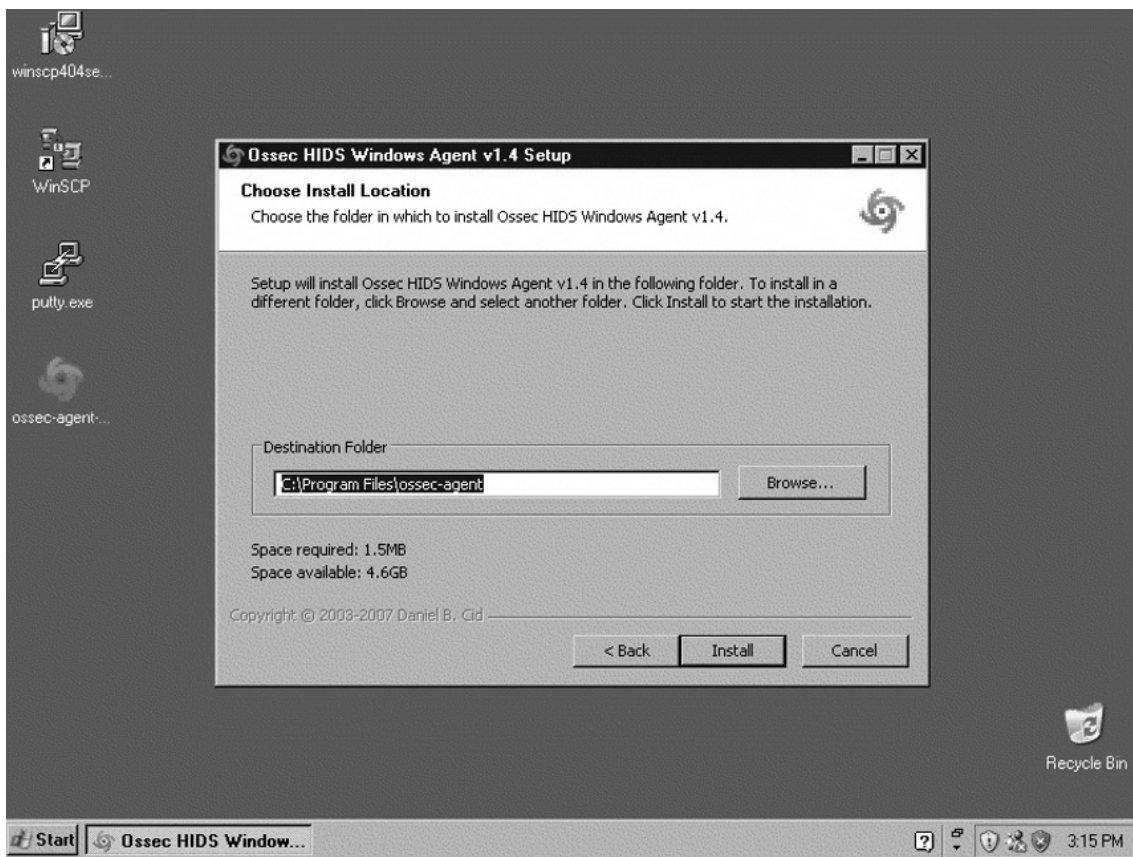 winscp404se...
WinSCP
putty.exe
ossec-agent-...
Ossec HIDS Windows Agent v1.4 Setup
Choose Install Location
Choose the folder in which to install Ossec HIDS Windows Agent v1.4.
Setup will install Ossec HIDS Windows Agent v1.4 in the following folder. To install in a
different folder, click Browse and select another folder. Click Install to start the installation.
Destination Folder
C:\Program Files\ossec-agent
Browse...
Space required: 1.5MB
Space available: 4.6GB
Copyright © 2003-2007 Daniel B. Cid
< Back
Install
Cancel
Recycle Bin
Start
Ossec HIDS Window...
3:15 PM